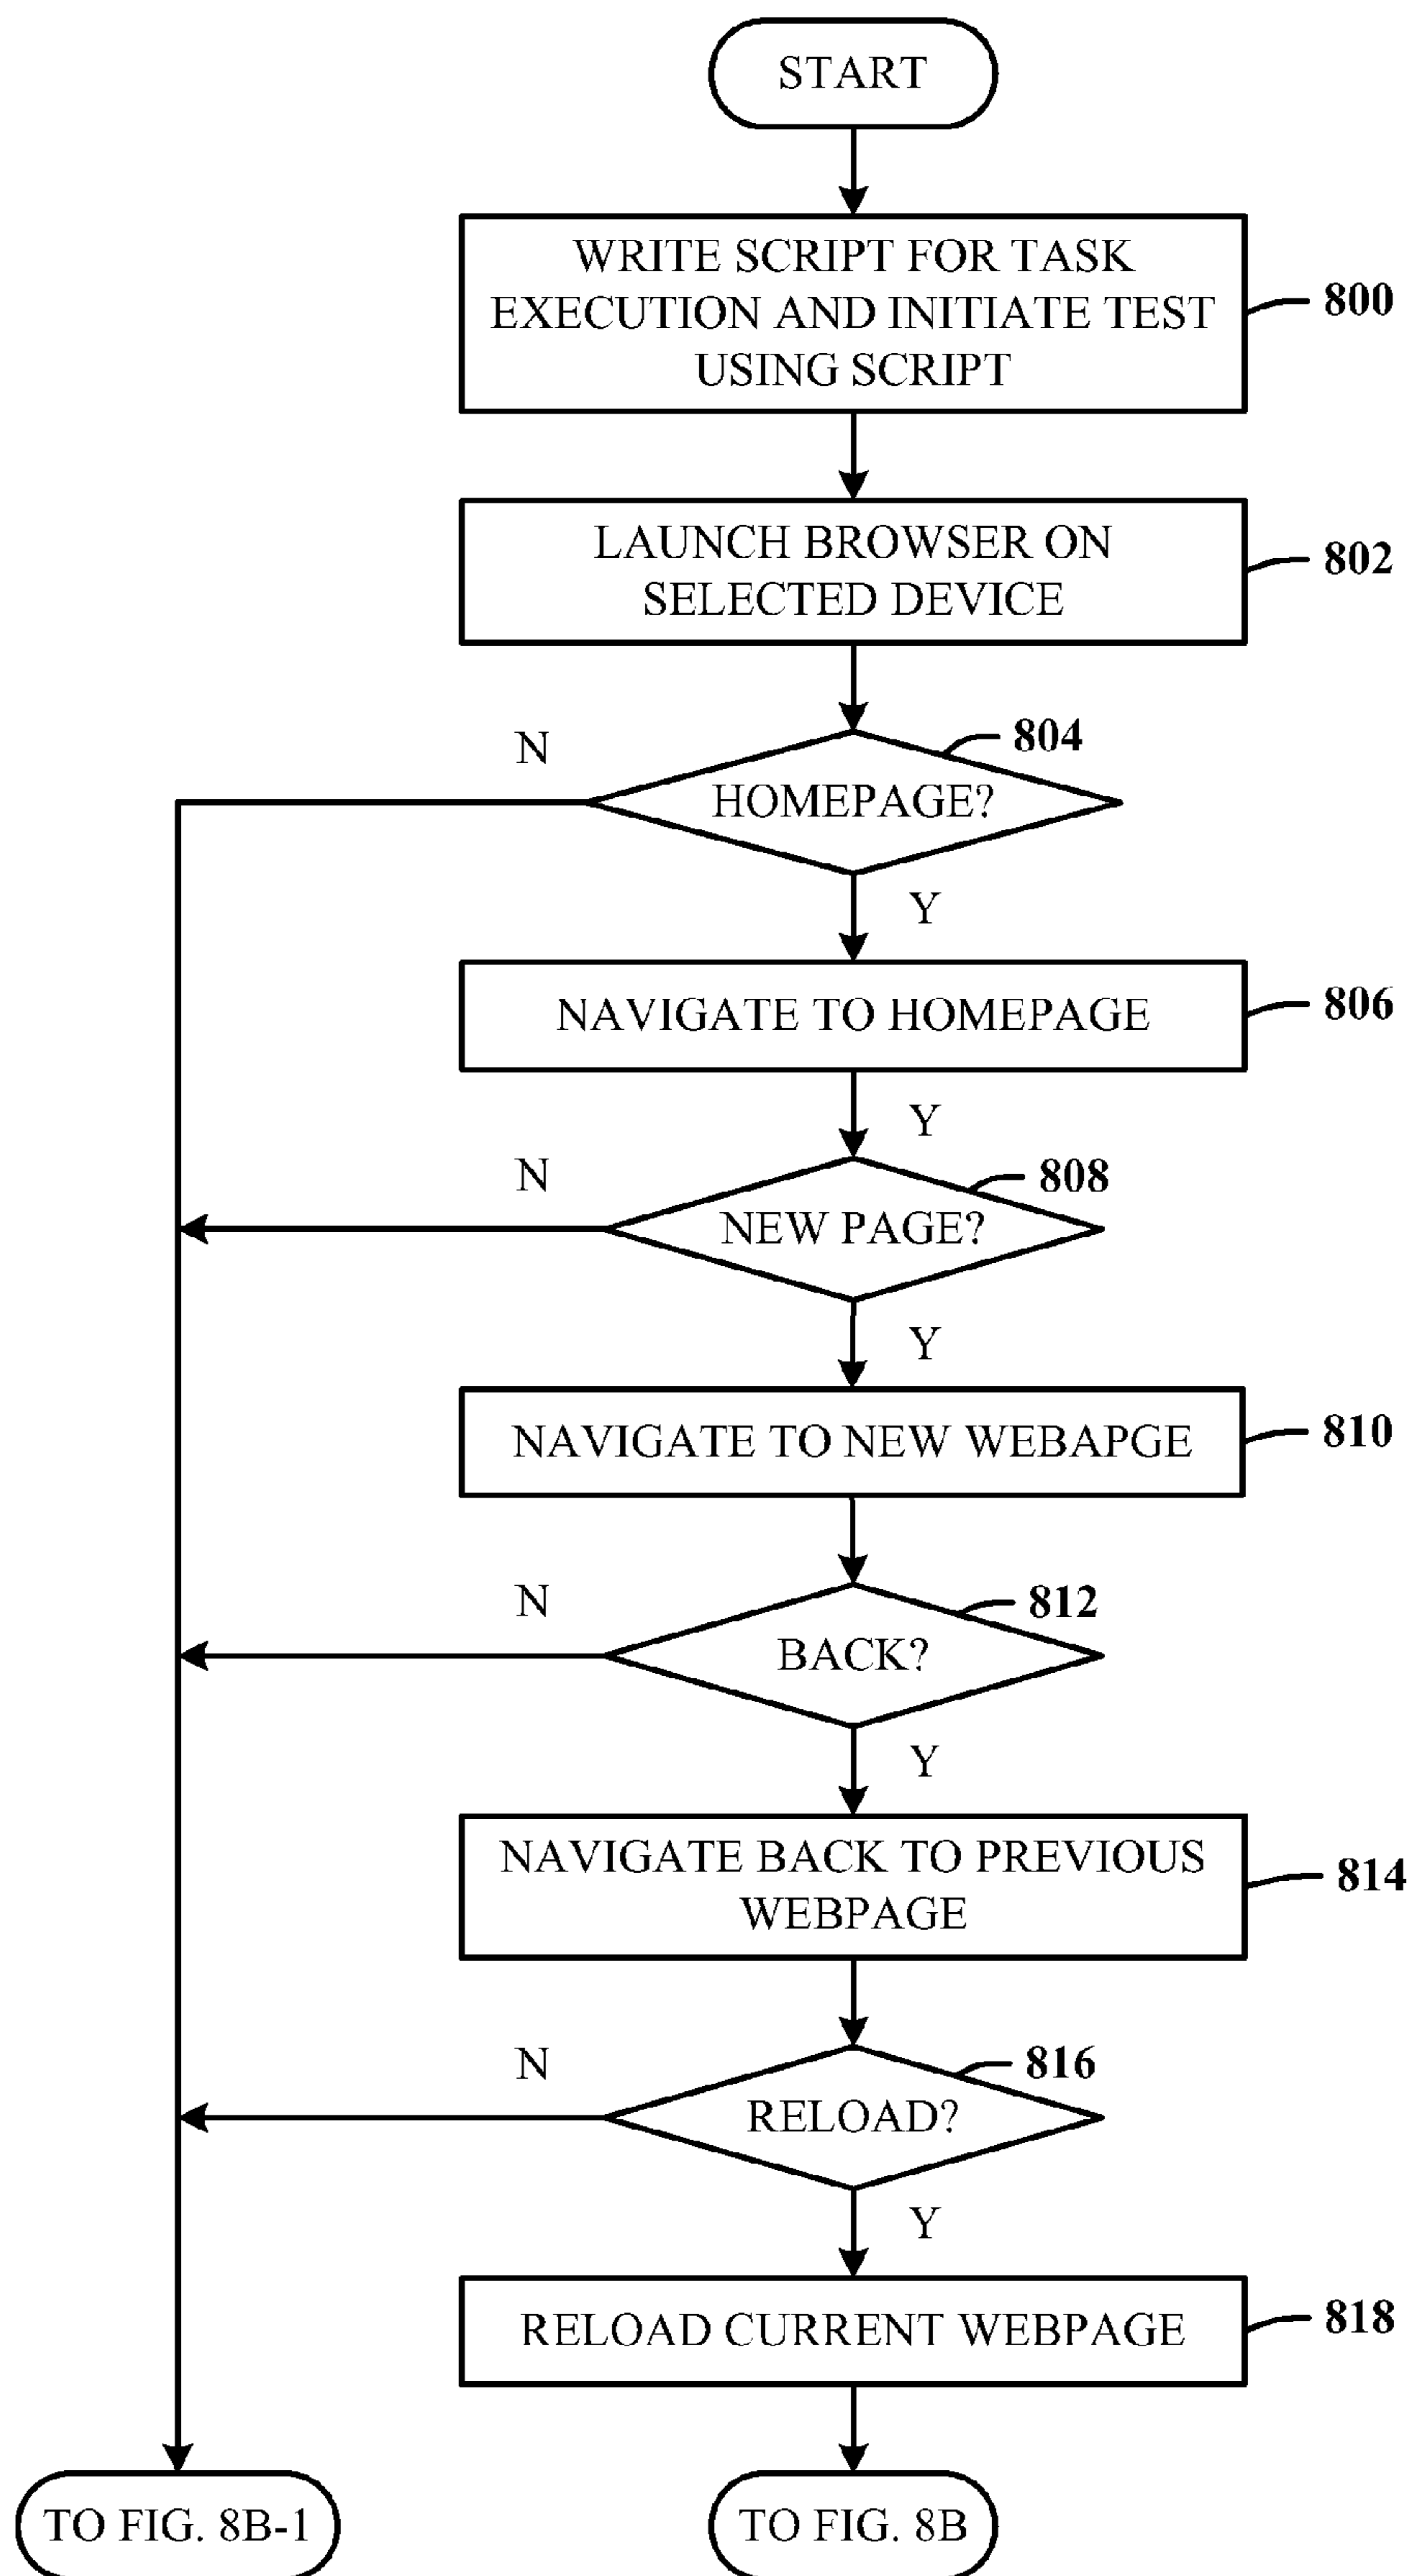 START
WRITE SCRIPT FOR TASK
EXECUTION AND INITIATE TEST
USING SCRIPT
800
LAUNCH BROWSER ON
SELECTED DEVICE
802
N
804
HOMEPAGE?
Y
NAVIGATE TO HOMEPAGE
806
Y
N
808
NEW PAGE?
Y
NAVIGATE TO NEW WEBAPGE
810
N
812
BACK?
Y
NAVIGATE BACK TO PREVIOUS
WEBPAGE
814
N
816
RELOAD?
Y
RELOAD CURRENT WEBPAGE
818
TO FIG. 8B-1
TO FIG. 8B